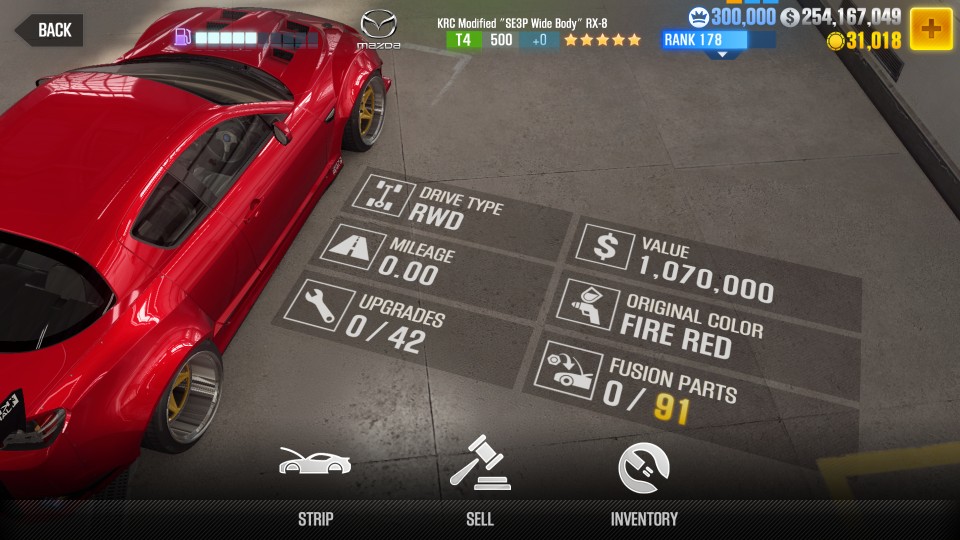 BACK
mazda
KRC Modified "SE3P Wide Body" RX-8
T4 500 +0
300,000 $ 254,167,049
RANK 178 31,018
DRIVE TYPE
RWD
MILEAGE
0.00
UPGRADES
0 / 42
$ VALUE
1,070,000
ORIGINAL COLOR
FIRE RED
FUSION PARTS
0 / 91
STRIP SELL INVENTORY